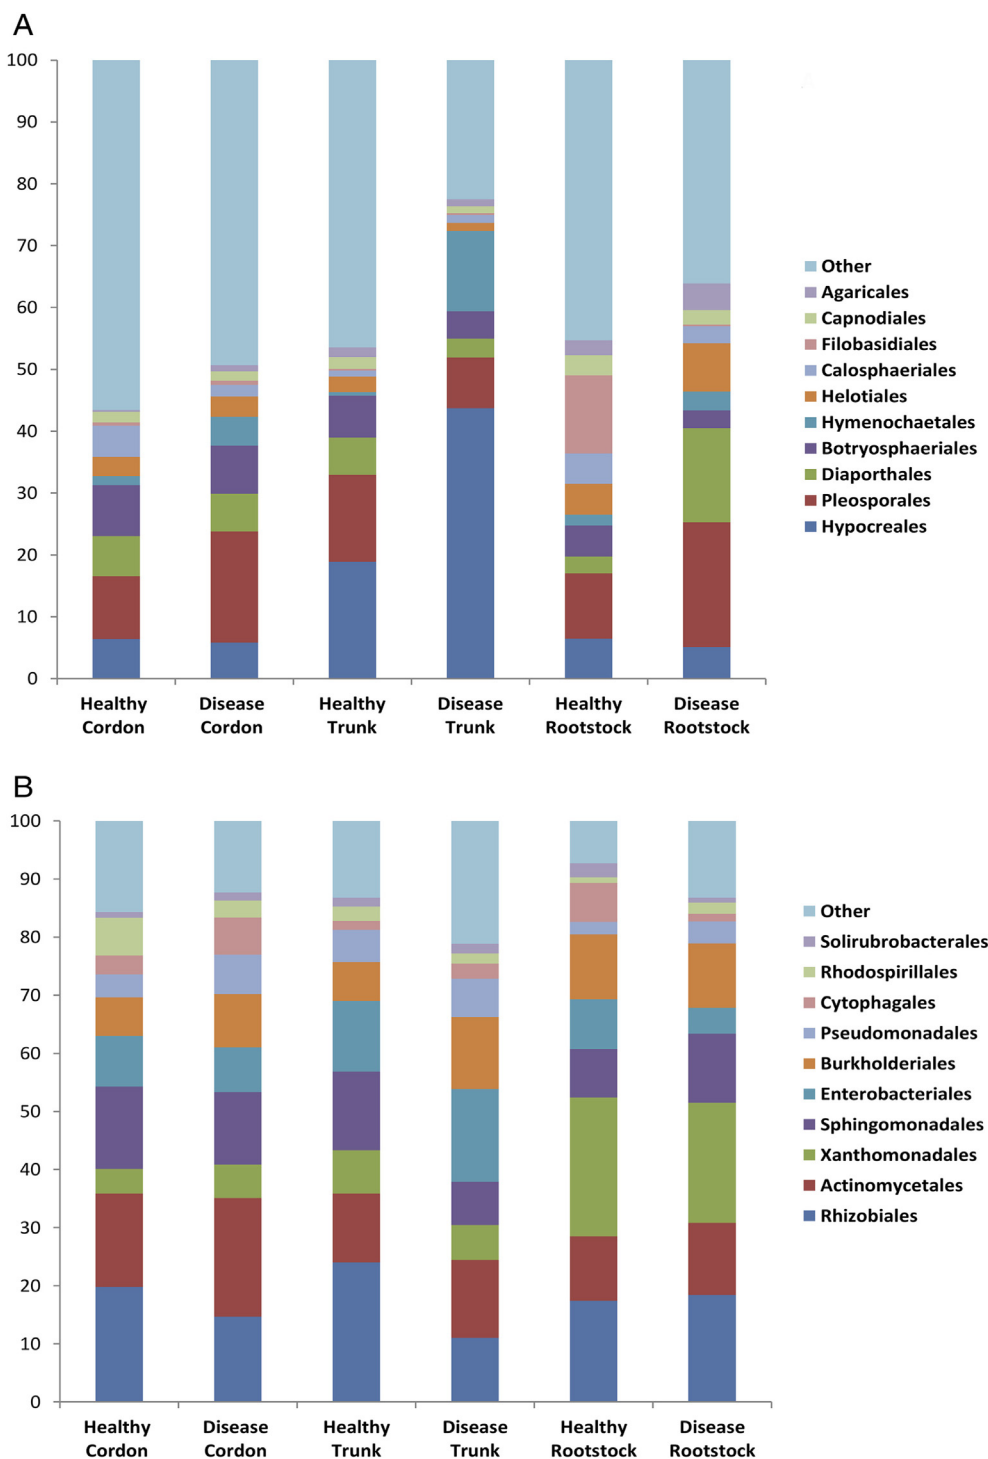 A
100
90
80
70
60
50
40
30
20
10
0
Healthy Cordon
Disease Cordon
Healthy Trunk
Disease Trunk
Healthy Rootstock
Disease Rootstock
Other
Agaricales
Capnodiales
Filobasidiales
Calosphaeriales
Helotiales
Hymenochaetales
Botryosphaeriales
Diaporthales
Pleosporales
Hypocreales
B
100
90
80
70
60
50
40
30
20
10
0
Healthy Cordon
Disease Cordon
Healthy Trunk
Disease Trunk
Healthy Rootstock
Disease Rootstock
Other
Solirubrobacterales
Rhodospirillales
Cytophagales
Pseudomonadales
Burkholderiales
Enterobacteriales
Sphingomonadales
Xanthomonadales
Actinomycetales
Rhizobiales